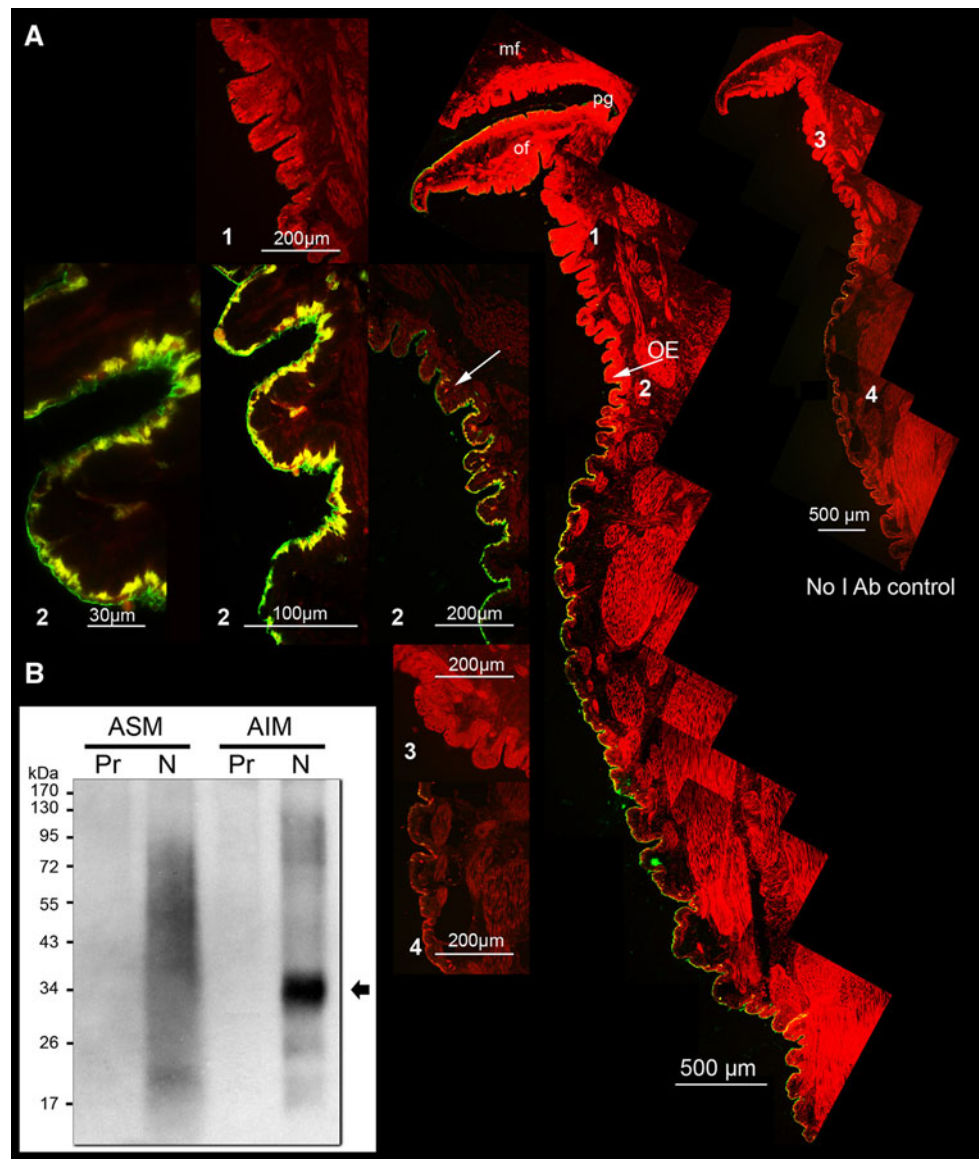 A
mf
pg
of
1
200µm
1
OE
2
3
4
500 µm
No I Ab control
2
30µm
2
100µm
2
200µm
200µm
3
4
200µm
500 µm
B
ASM AIM
Pr N Pr N
kDa
170
130
95
72
55
43
34
26
17